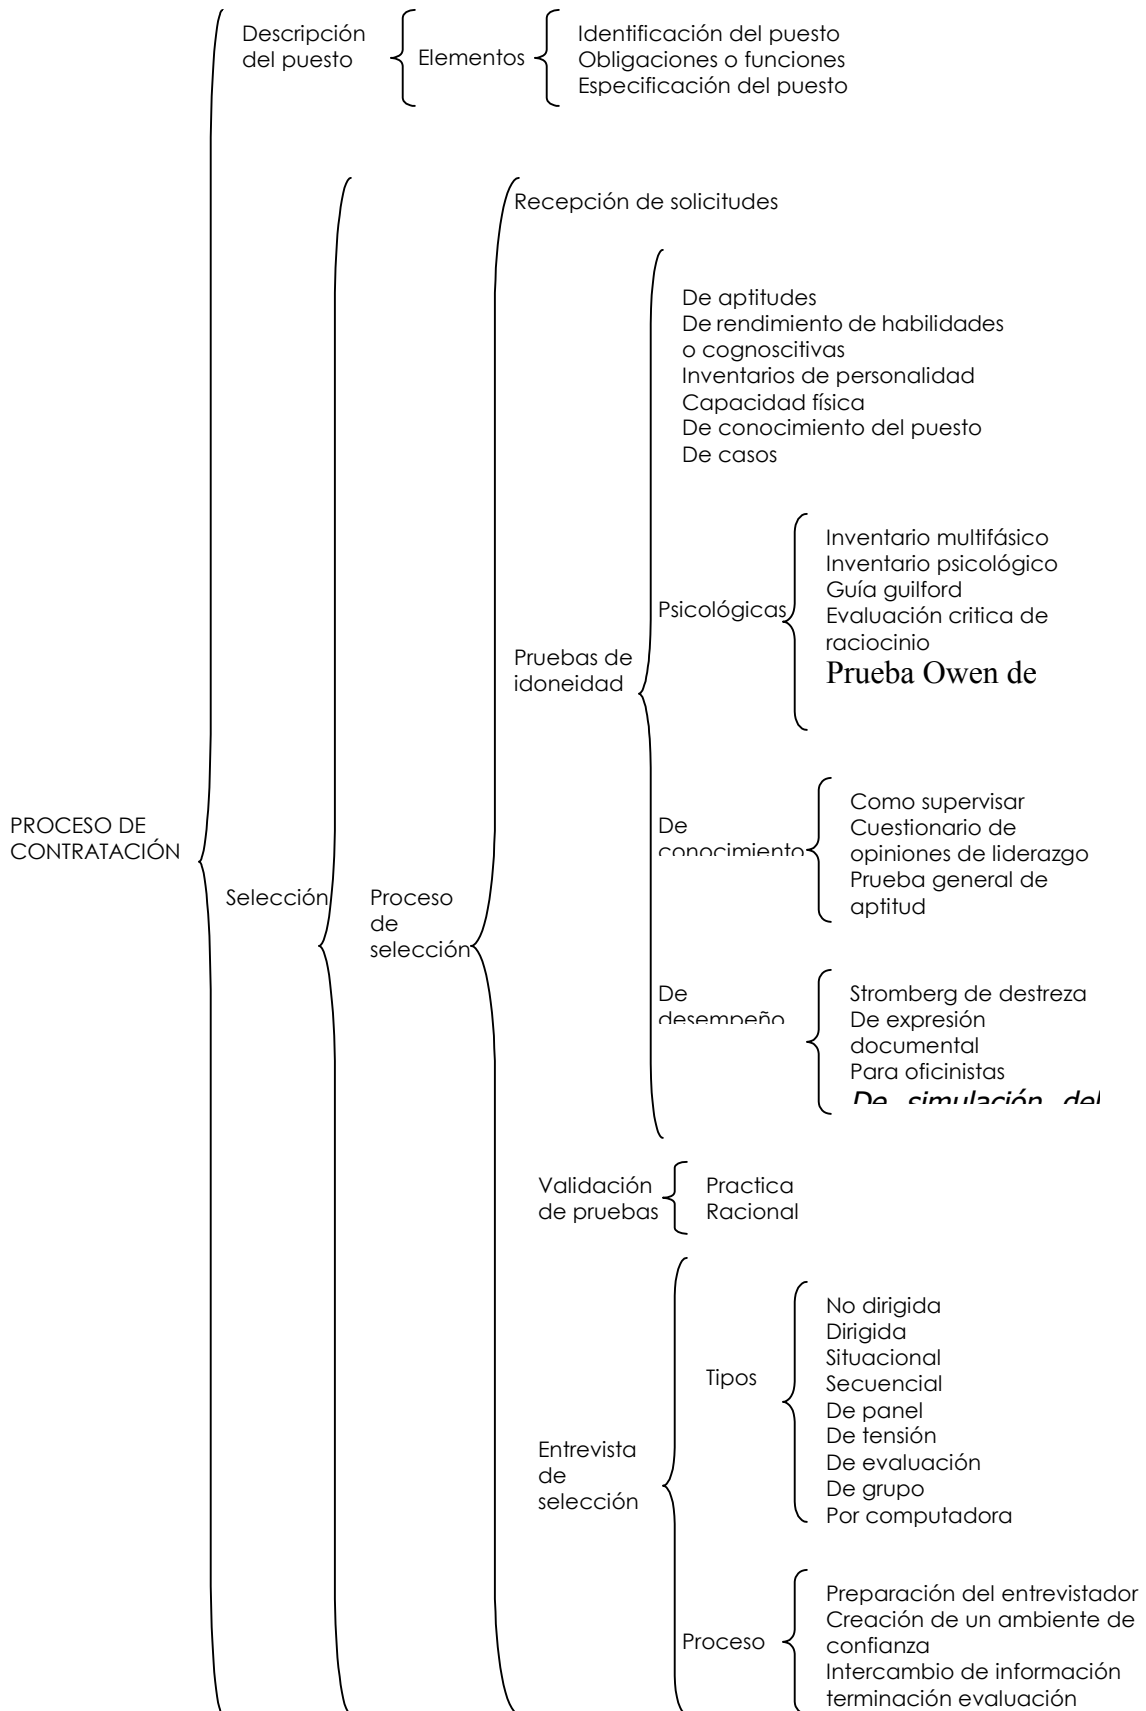 Descripción
del puesto
Elementos
Identificación del puesto
Obligaciones o funciones
Especificación del puesto
Recepción de solicitudes
De aptitudes
De rendimiento de habilidades
o cognoscitivas
Inventarios de personalidad
Capacidad física
De conocimiento del puesto
De casos
Psicológicas
Inventario multifásico
Inventario psicológico
Guía guilford
Evaluación critica de
raciocinio
Prueba Owen de
Pruebas de
idoneidad
PROCESO DE
CONTRATACIÓN
Selección
Proceso
de
selección
De
conocimiento
Como supervisar
Cuestionario de
opiniones de liderazgo
Prueba general de
aptitud
De
desempeño
Stromberg de destreza
De expresión
documental
Para oficinistas
De simulación del
Validación
de pruebas
Practica
Racional
Entrevista
de
selección
Tipos
No dirigida
Dirigida
Situacional
Secuencial
De panel
De tensión
De evaluación
De grupo
Por computadora
Proceso
Preparación del entrevistador
Creación de un ambiente de
confianza
Intercambio de información
terminación evaluación